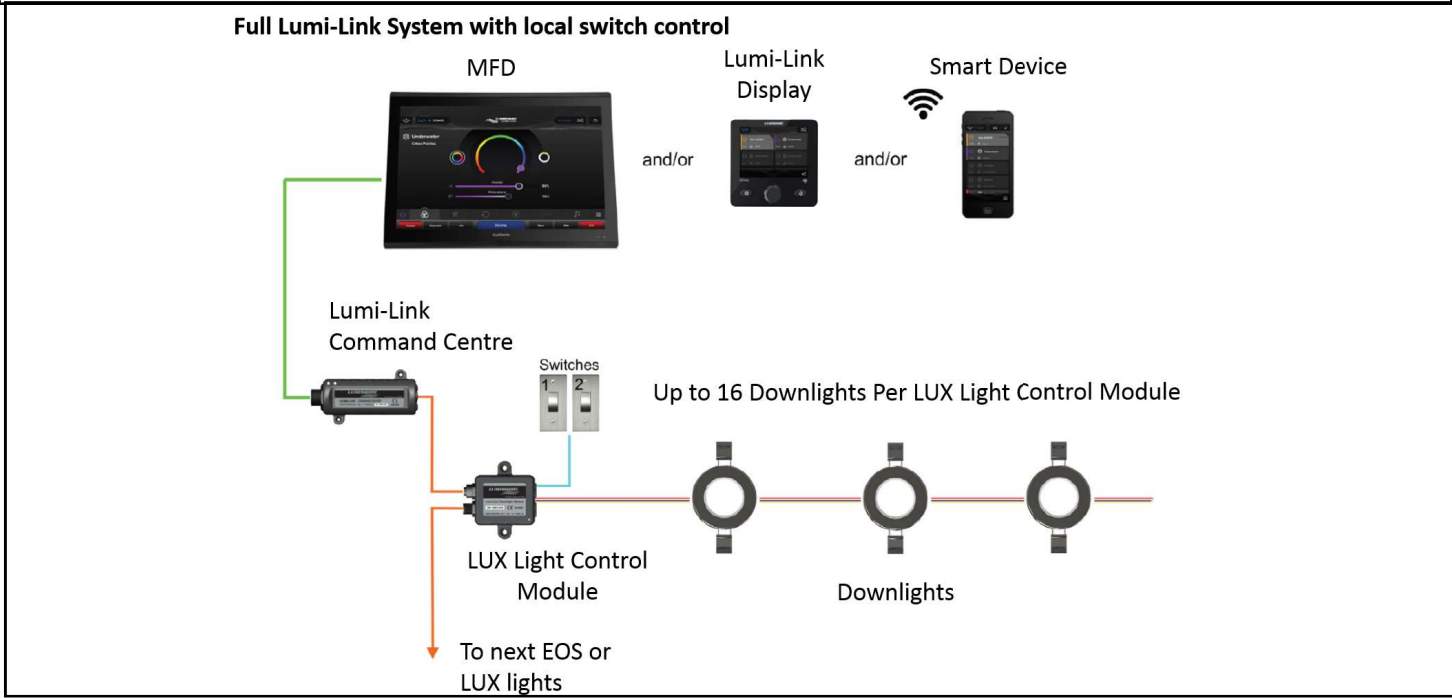 Full Lumi-Link System with local switch control
MFD
Lumi-Link
Display
Smart Device
Underwater
and/or
and/or
Lumi-Link
Command Centre
Switches
1
2
Up to 16 Downlights Per LUX Light Control Module
LUX Light Control
Module
Downlights
To next EOS or
LUX lights